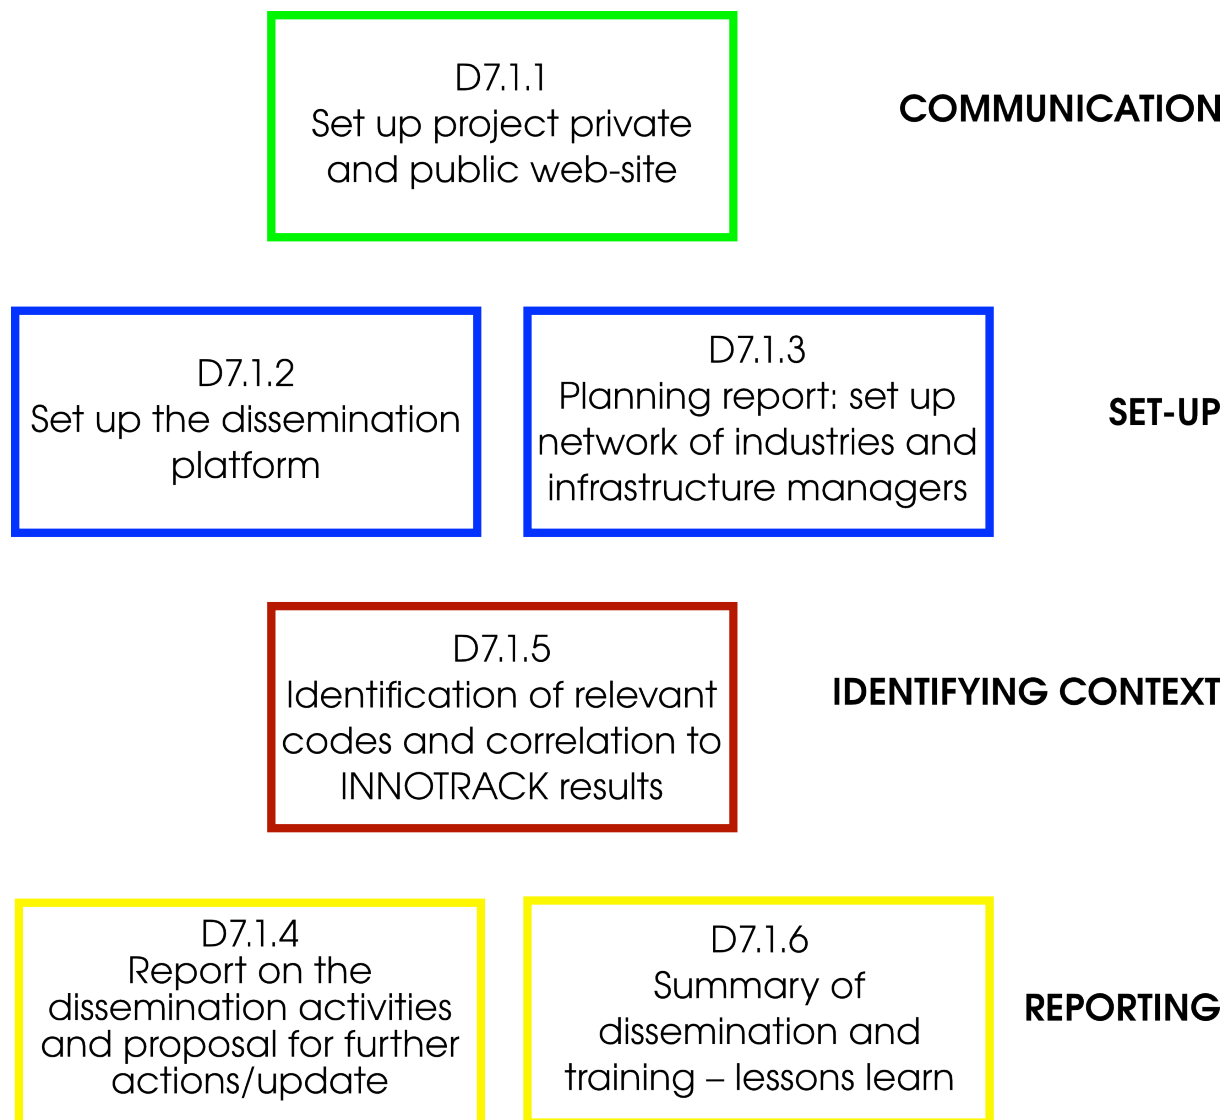 D7.1.1
Set up project private
and public web-site
COMMUNICATION
D7.1.2
Set up the dissemination
platform
D7.1.3
Planning report: set up
network of industries and
infrastructure managers
SET-UP
D7.1.5
Identification of relevant
codes and correlation to
INNOTRACK results
IDENTIFYING CONTEXT
D7.1.4
Report on the
dissemination activities
and proposal for further
actions/update
D7.1.6
Summary of
dissemination and
training – lessons learn
REPORTING